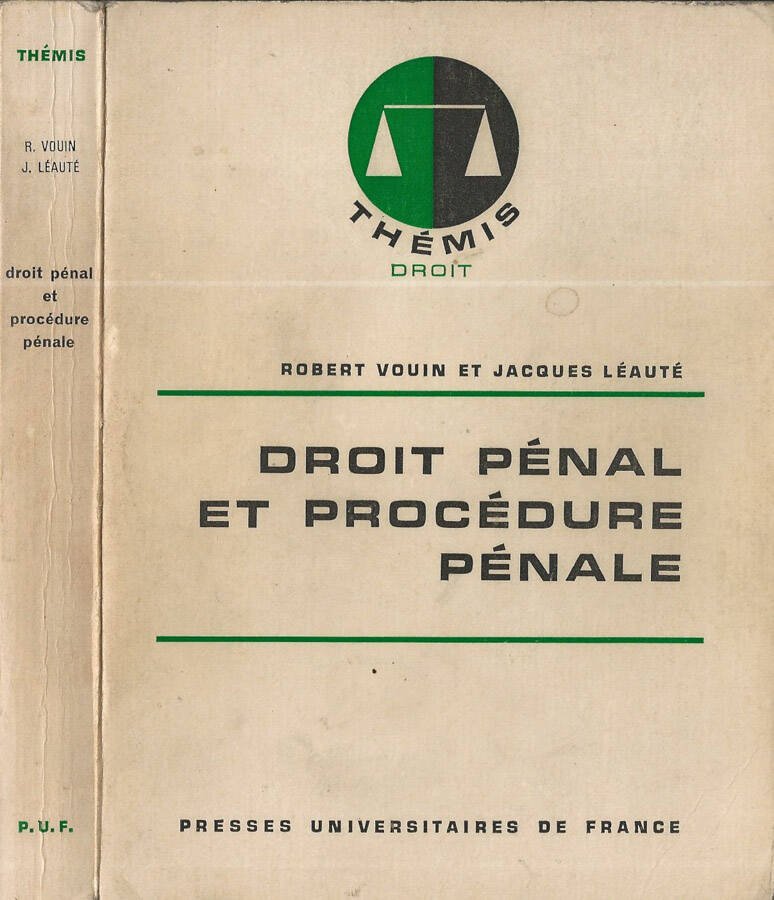 THÉMIS
R. VOUIN
J. LÉAUTÉ
droit pénal
et
procédure
pénale
P.U.F.
THÉMIS
DROIT
ROBERT VOUIN ET JACQUES LÉAUTÉ
DROIT PÉNAL
ET PROCÉDURE
PÉNALE
PRESSES UNIVERSITAIRES DE FRANCE